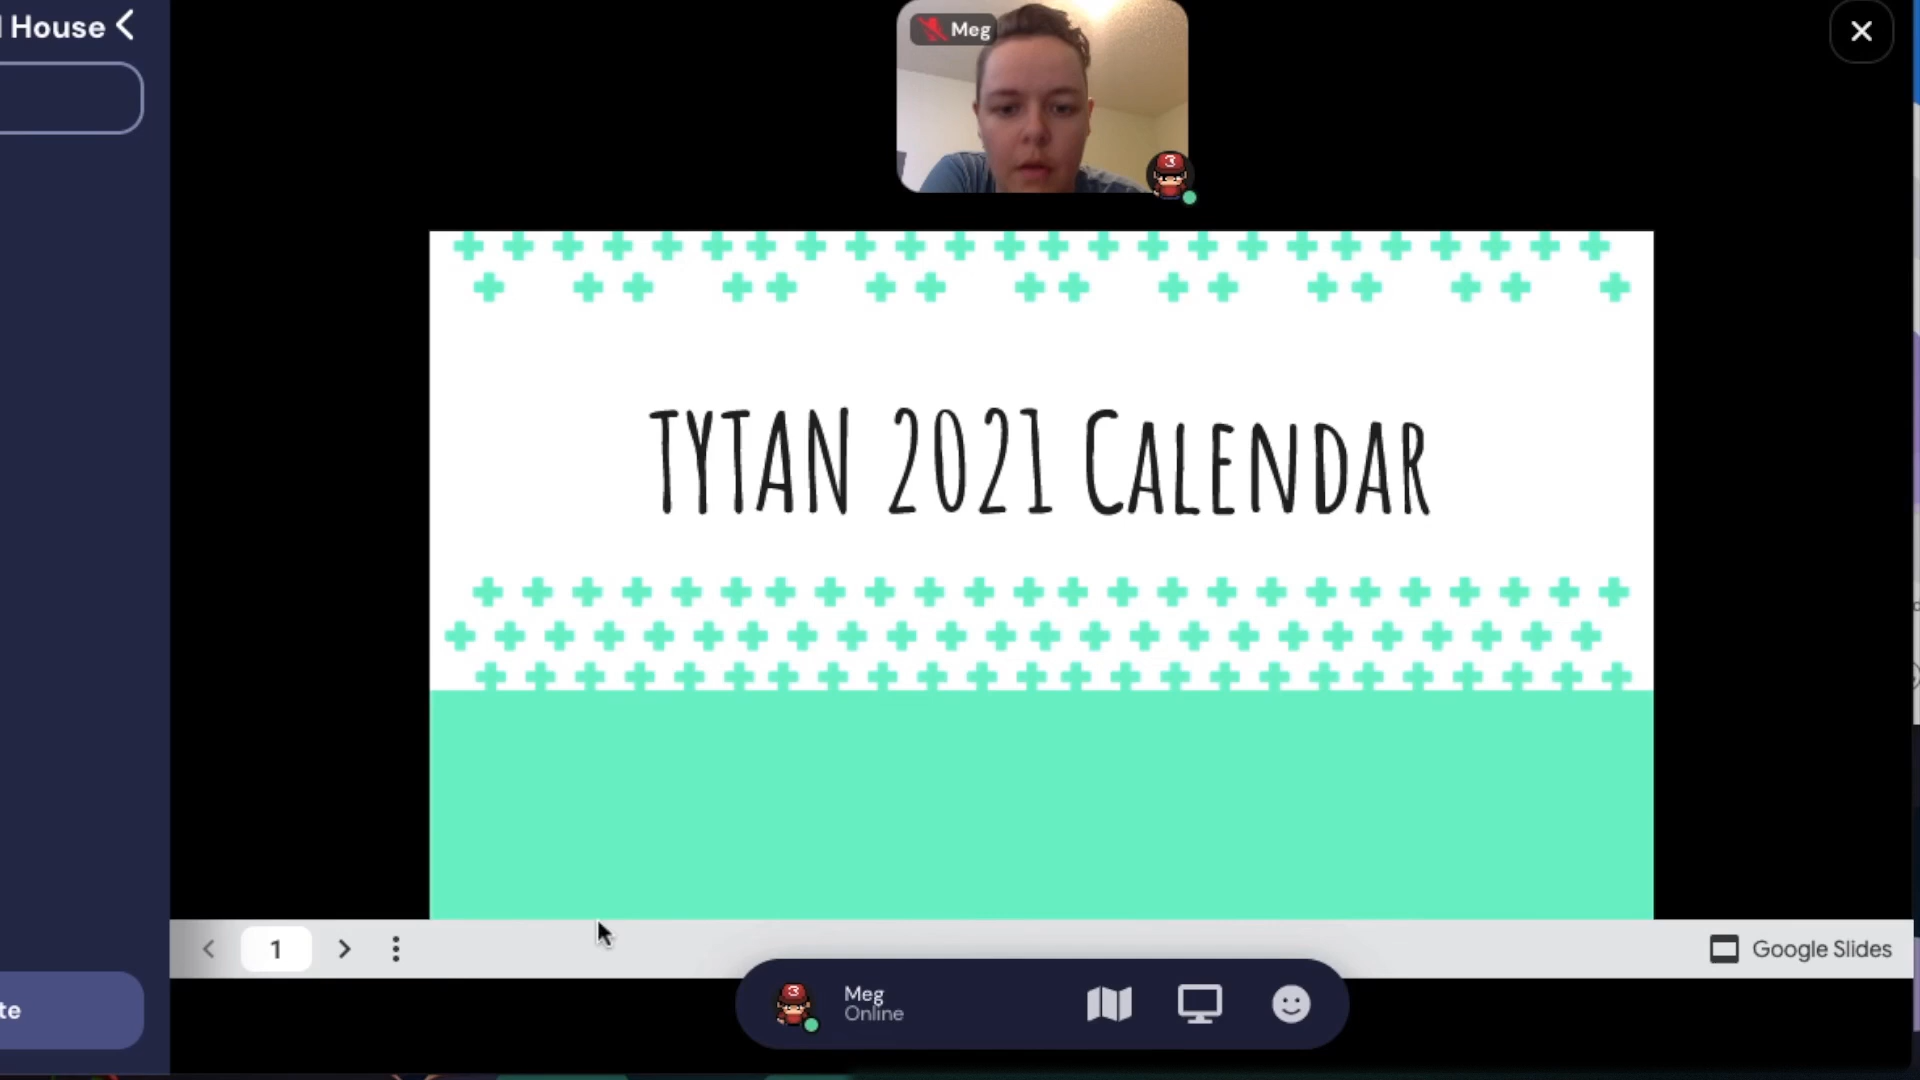 House
Meg
TYTAN 2021 CALENDAR
1
Google Slides
te
Meg
Online